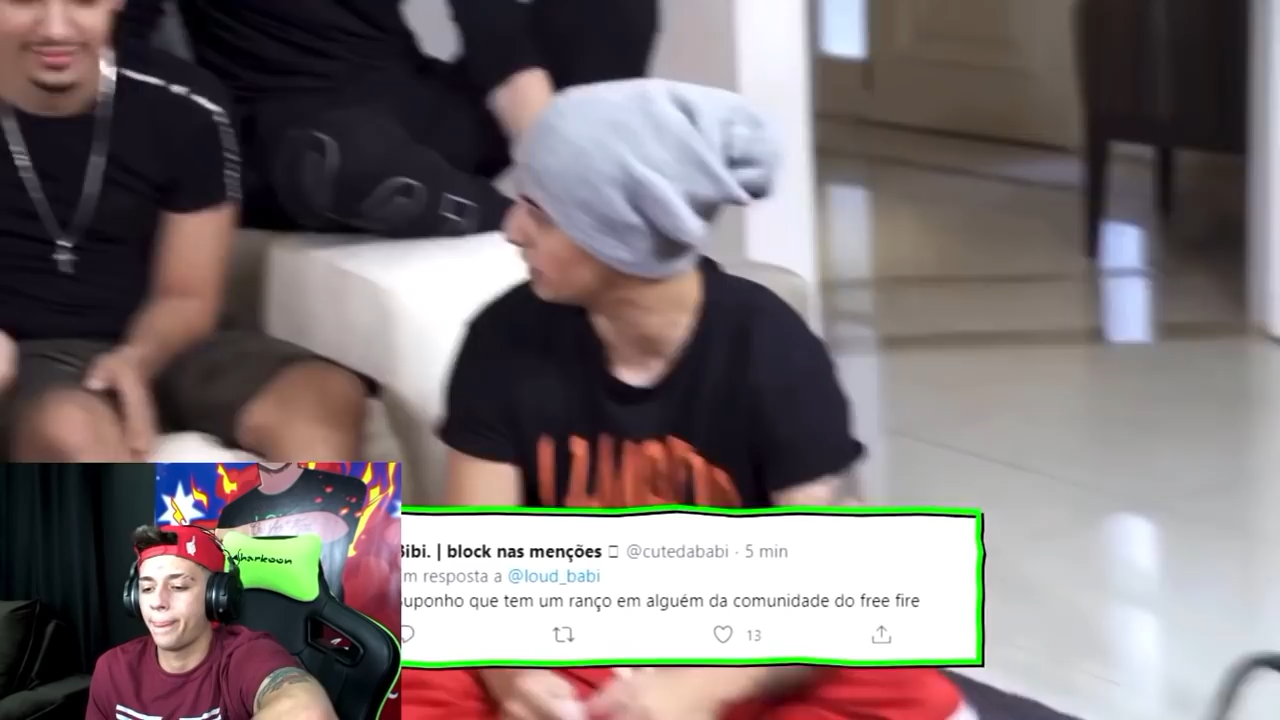 Bibi. | block nas menções @cutedababi · 5 min
m resposta a @loud_babi
uponho que tem um ranço em alguém da comunidade do free fire
13
sharkoon